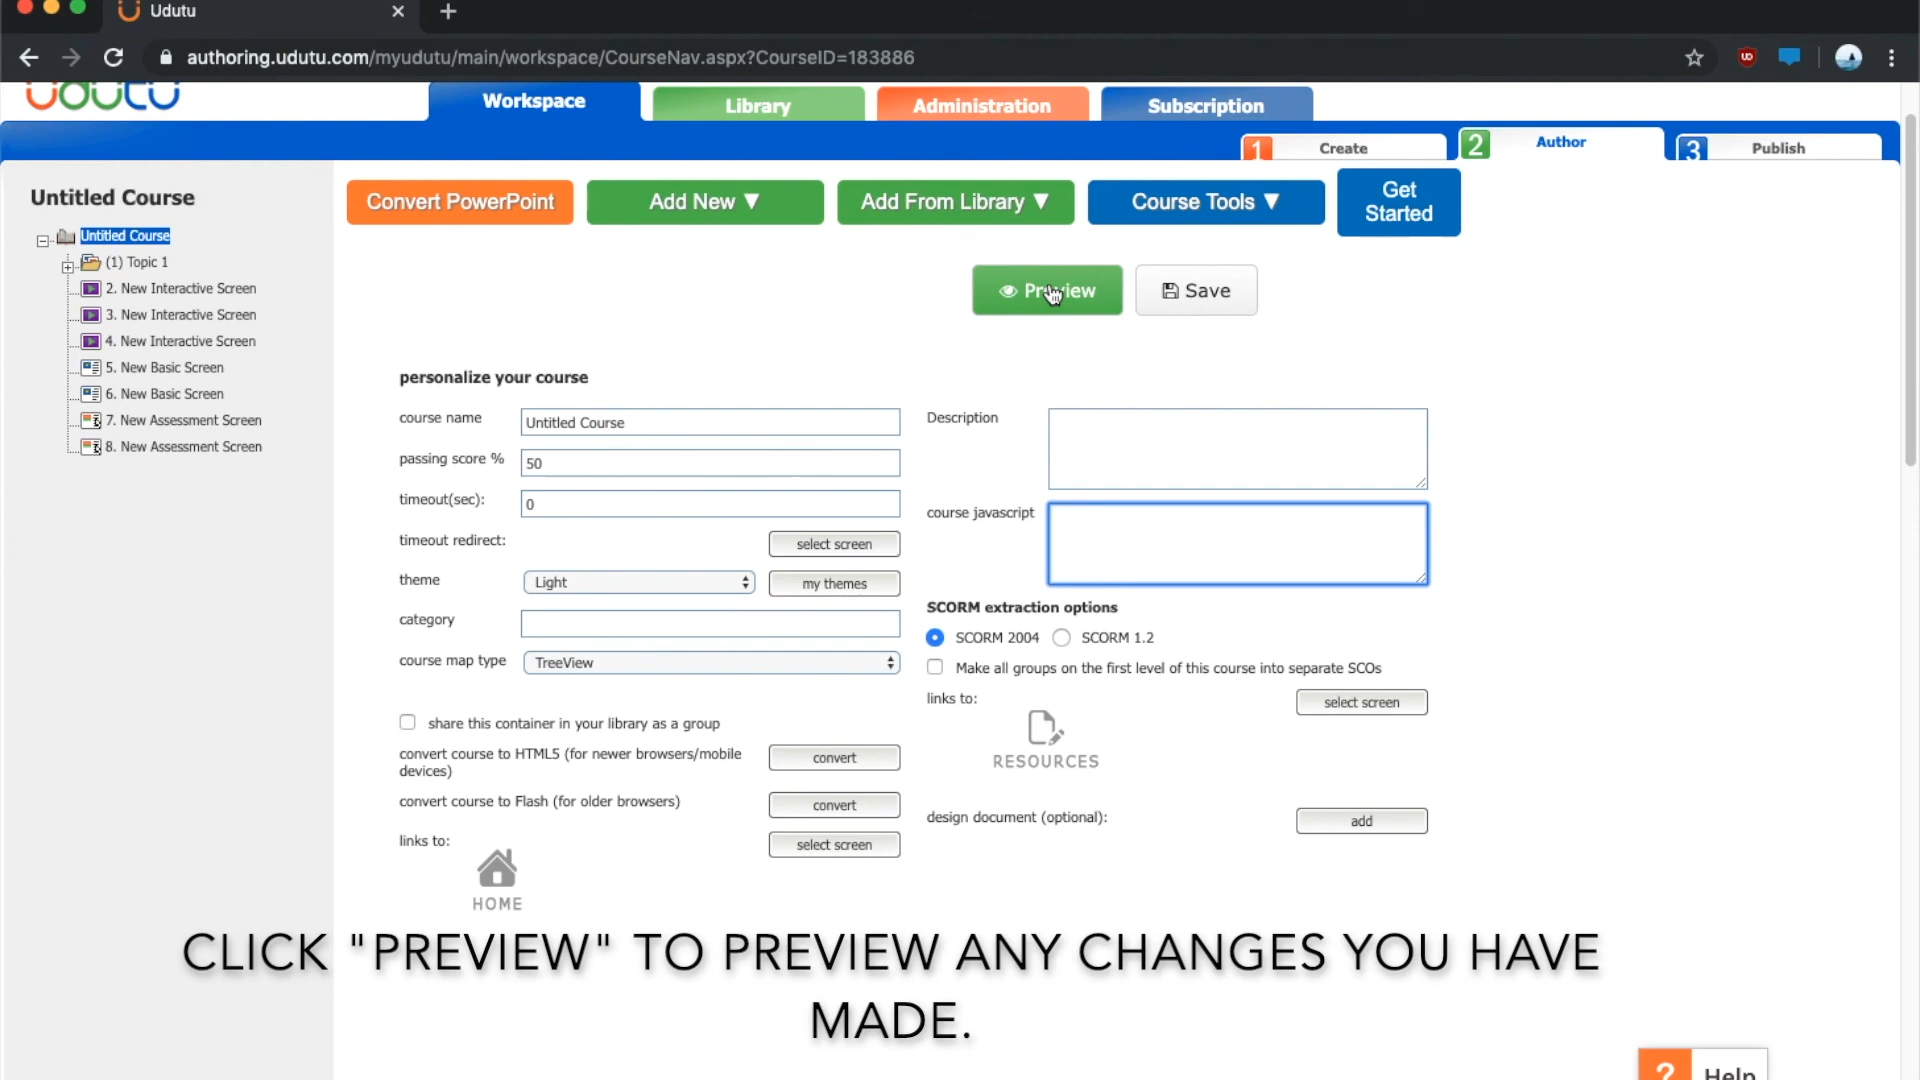 Udutu
authoring.udutu.com/myudutu/main/workspace/CourseNav.aspx?CourseID=183886
udutu
Workspace
Library
Administration
Subscription
1 Create
2 Author
3 Publish
Untitled Course
Convert PowerPoint
Add New ▼
Add From Library ▼
Course Tools ▼
Get
Started
Untitled Course
(1) Topic 1
2. New Interactive Screen
3. New Interactive Screen
4. New Interactive Screen
5. New Basic Screen
6. New Basic Screen
7. New Assessment Screen
8. New Assessment Screen
Preview
Save
personalize your course
course name
Untitled Course
passing score %
50
timeout(sec):
0
timeout redirect:
select screen
theme
Light
my themes
category
course map type
TreeView
share this container in your library as a group
convert course to HTML5 (for newer browsers/mobile
devices)
convert
convert course to Flash (for older browsers)
convert
links to:
select screen
HOME
Description
course javascript
SCORM extraction options
SCORM 2004
SCORM 1.2
Make all groups on the first level of this course into separate SCOs
links to:
select screen
RESOURCES
design document (optional):
add
CLICK "PREVIEW" TO PREVIEW ANY CHANGES YOU HAVE
MADE.
? Help